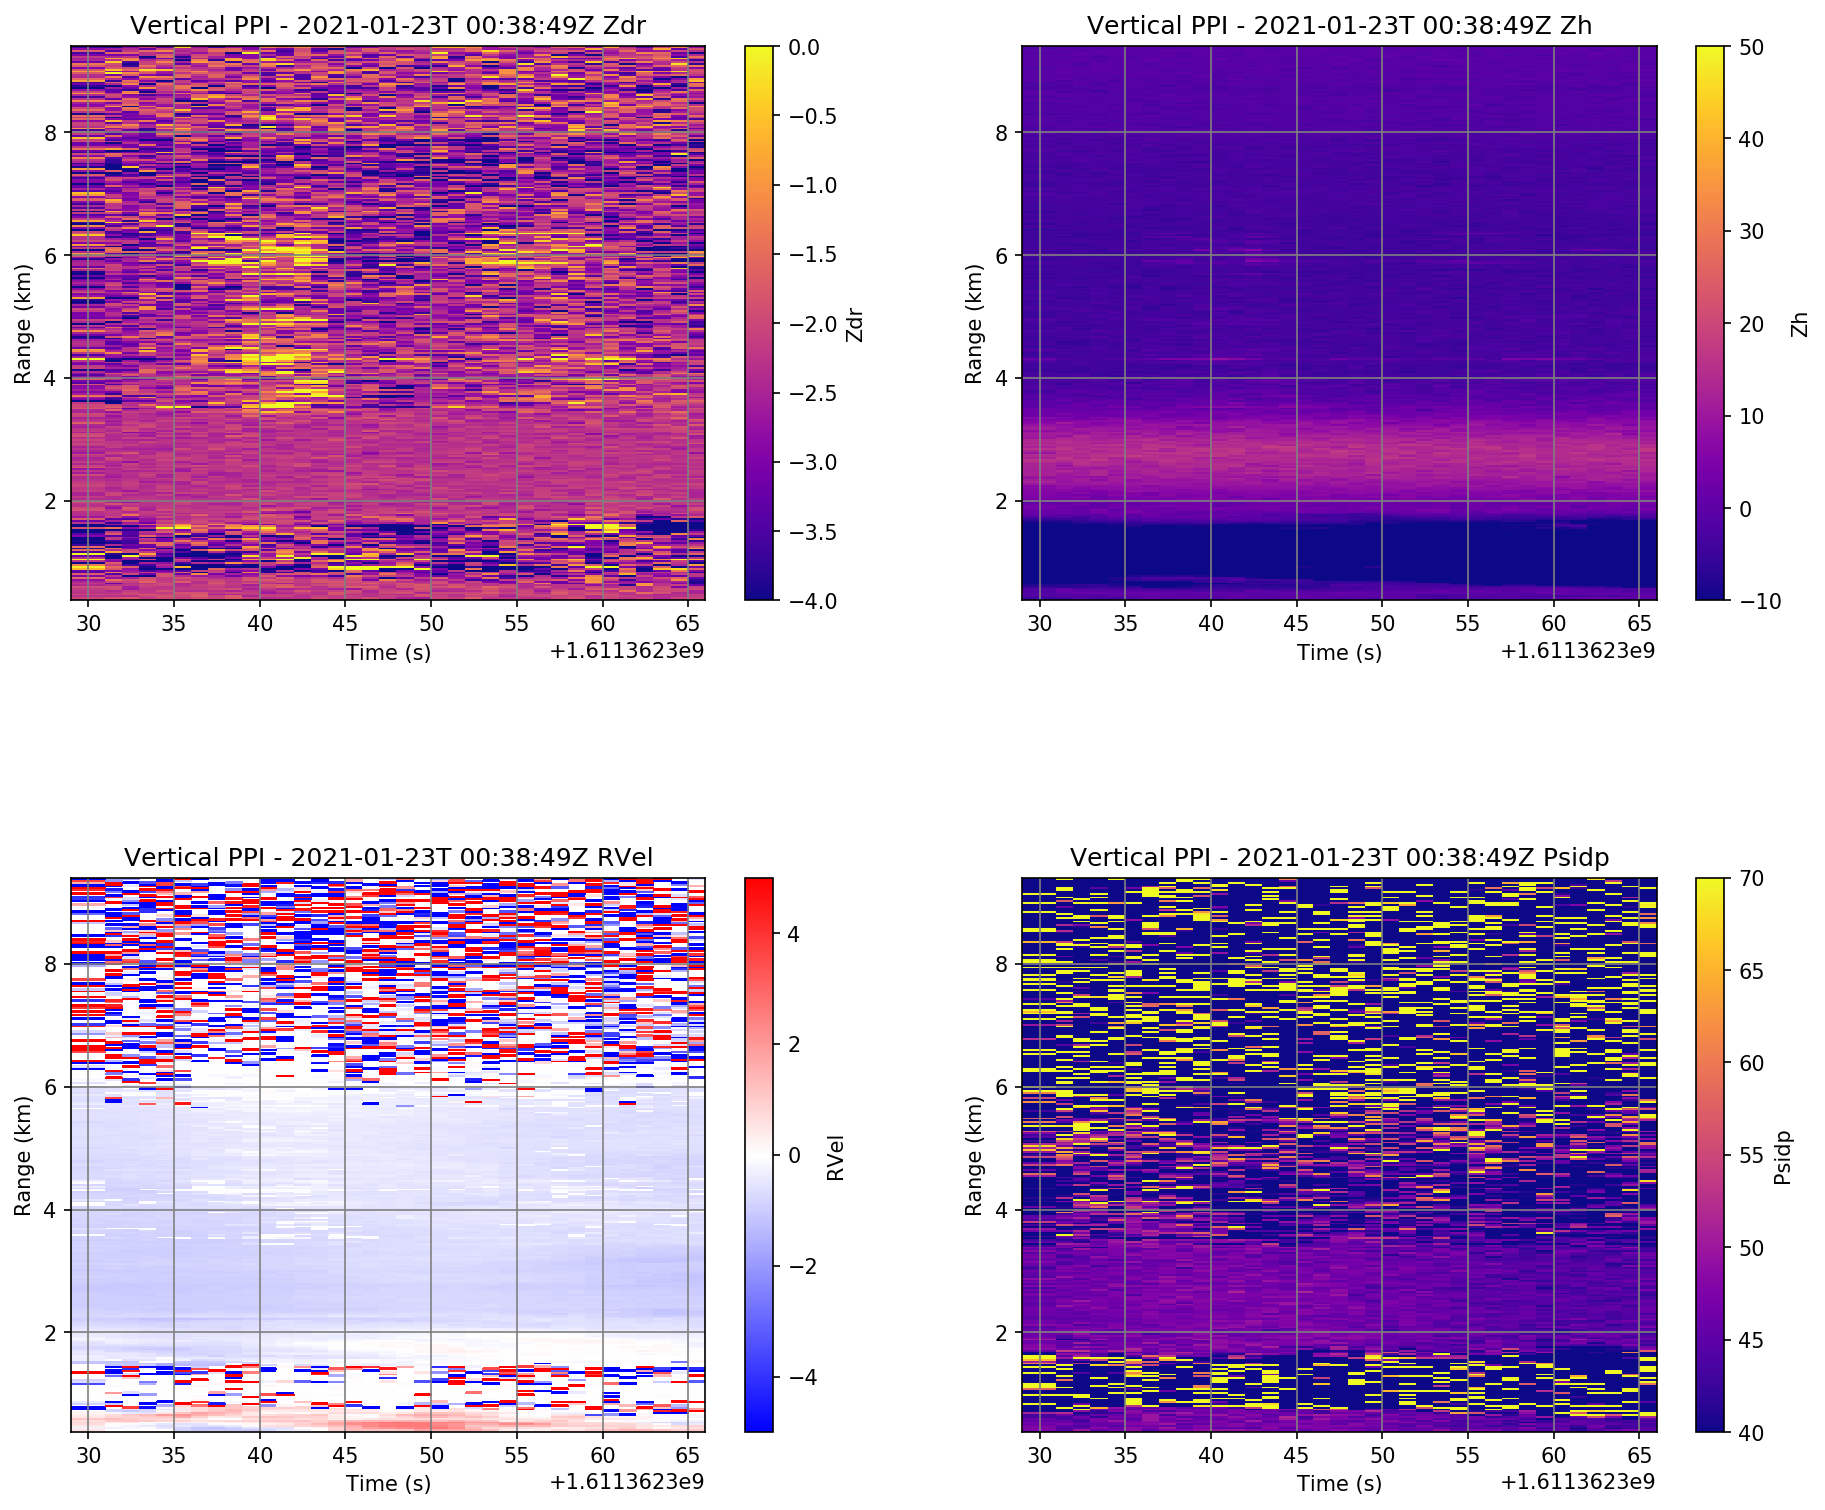 Vertical PPI - 2021-01-23T 00:38:49Z Zdr
Range (km)
8
6
4
2
30 35 40 45 50 55 60 65
Time (s)
+1.6113623e9
0.0
−0.5
−1.0
−1.5
−2.0
−2.5
−3.0
−3.5
−4.0
Zdr
Vertical PPI - 2021-01-23T 00:38:49Z Zh
Range (km)
8
6
4
2
30 35 40 45 50 55 60 65
Time (s)
+1.6113623e9
50
40
30
20
10
0
−10
Zh
Vertical PPI - 2021-01-23T 00:38:49Z RVel
Range (km)
8
6
4
2
30 35 40 45 50 55 60 65
Time (s)
+1.6113623e9
4
2
0
−2
−4
RVel
Vertical PPI - 2021-01-23T 00:38:49Z Psidp
Range (km)
8
6
4
2
30 35 40 45 50 55 60 65
Time (s)
+1.6113623e9
70
65
60
55
50
45
40
Psidp